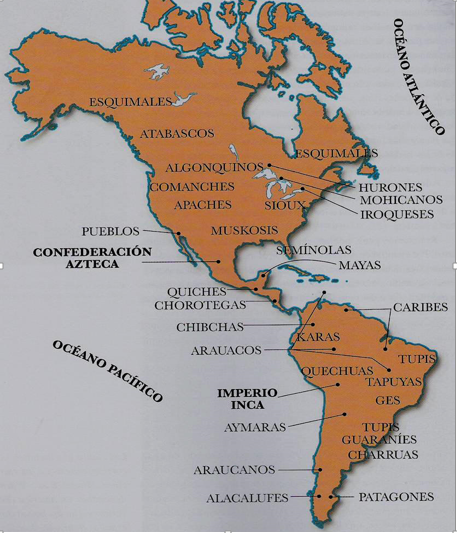 OCÉANO ATLÁNTICO
ESQUIMALES
ATABASCOS
ESQUIMALES
ALGONQUINOS
COMANCHES
HURONES
MOHICANOS
APACHES
SIOUX
IROQUESES
PUEBLOS
MUSKOSIS
CONFEDERACIÓN
AZTECA
SEMÍNOLAS
MAYAS
QUICHES
CHOROTEGAS
CARIBES
CHIBCHAS
KARAS
ARAUACOS
OCÉANO PACÍFICO
TUPIS
QUECHUAS
TAPUYAS
IMPERIO
INCA
GES
AYMARAS
TUPIS
GUARANÍES
CHARRUAS
ARAUCANOS
ALACALUFES
PATAGONES